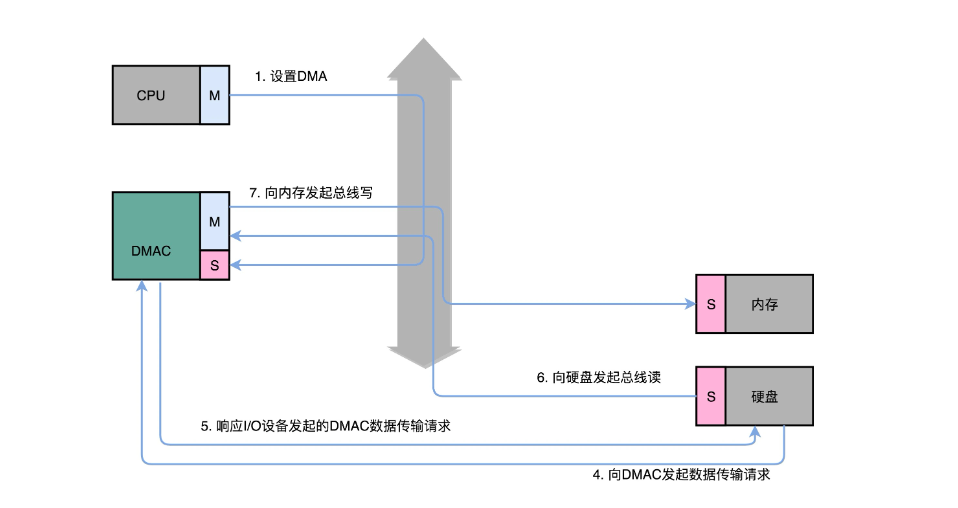 1. 设置DMA
CPU
M
7. 向内存发起总线写
M
DMAC
S
S
内存
6. 向硬盘发起总线读
S
硬盘
5. 响应I/O设备发起的DMAC数据传输请求
4. 向DMAC发起数据传输请求